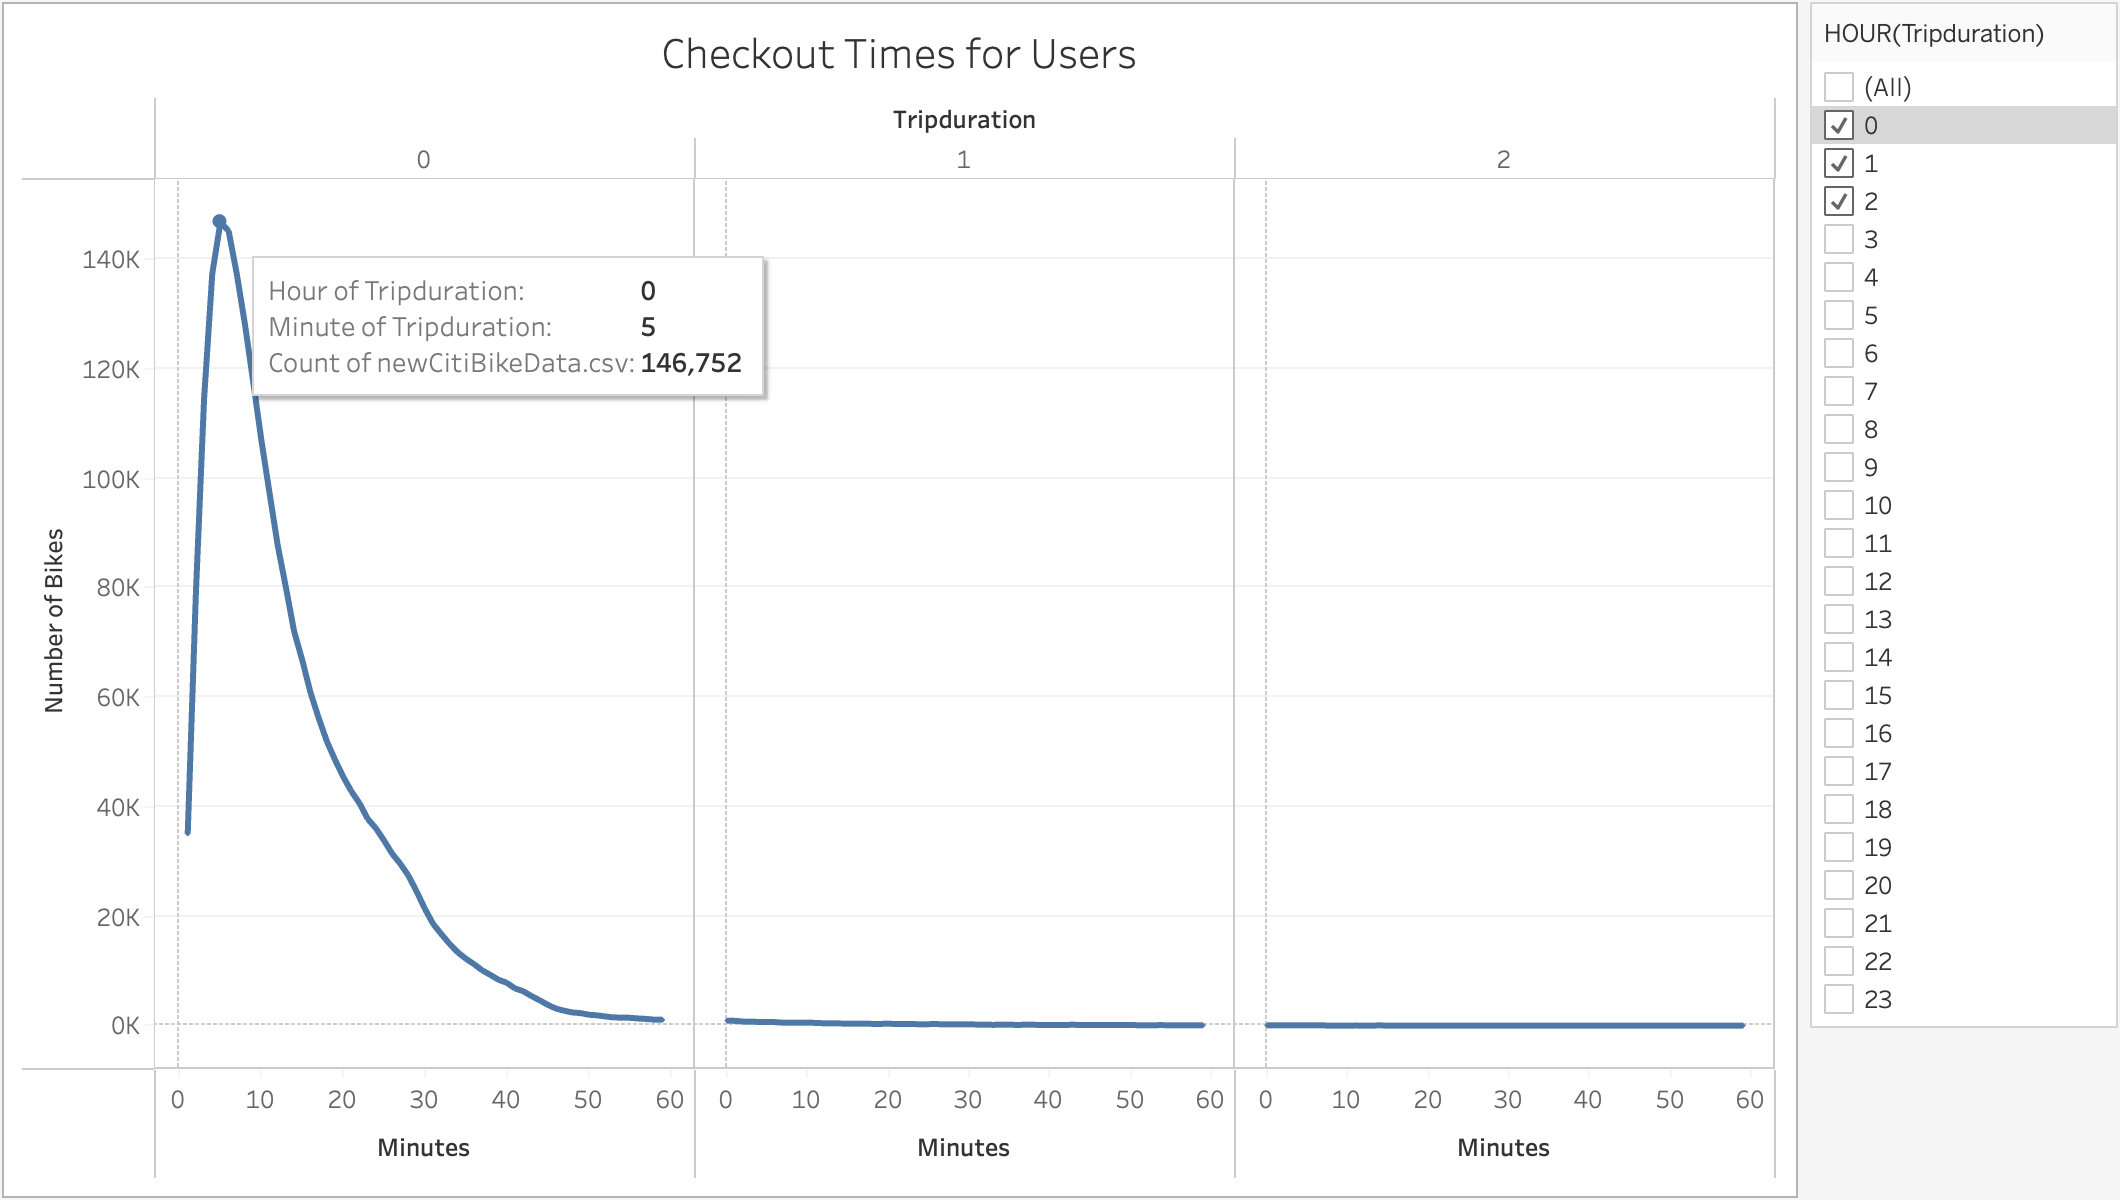 Checkout Times for Users
Tripduration
0 1 2
140K
120K
100K
80K
60K
40K
20K
0K
Number of Bikes
Hour of Tripduration: 0
Minute of Tripduration: 5
Count of newCitiBikeData.csv: 146,752
0 10 20 30 40 50 60 0 10 20 30 40 50 60 0 10 20 30 40 50 60
Minutes Minutes Minutes
HOUR(Tripduration)
(All)
0
1
2
3
4
5
6
7
8
9
10
11
12
13
14
15
16
17
18
19
20
21
22
23